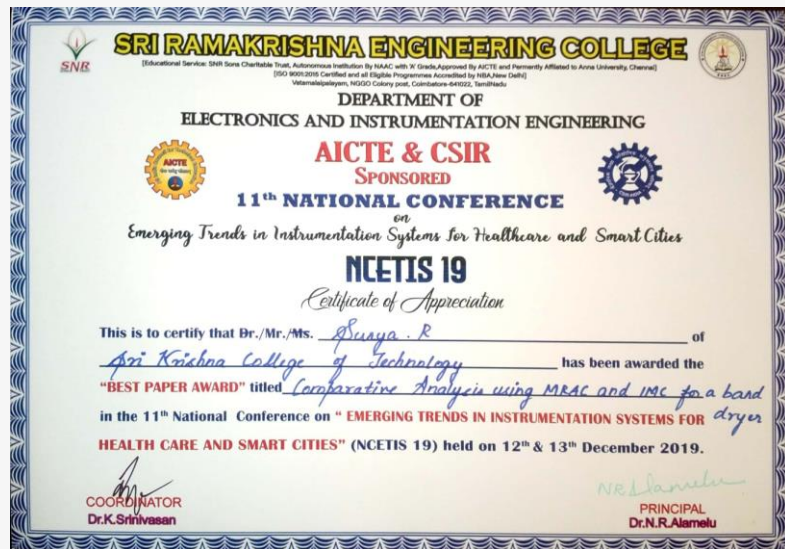 SRI RAMAKRISHNA ENGINEERING COLLEGE
SNR
[Educational Service: SNR Sons Charitable Trust, Autonomous Institution By NAAC with 'A' Grade,Approved By AICTE and Permently Affiliated to Anna University, Chennai]
[ISO 9001:2015 Certified and all Eligible Programmes Accredited by NBA,New Delhi]
Vattamalaipalayam, NGGO Colony post, Coimbatore-641022, TamilNadu
DEPARTMENT OF
ELECTRONICS AND INSTRUMENTATION ENGINEERING
AICTE
AICTE & CSIR
SPONSORED
11th NATIONAL CONFERENCE
on
Emerging Trends in Instrumentation Systems for Healthcare and Smart Cities
NCETIS 19
Certificate of Appreciation
This is to certify that Dr./Mr./Ms. Surya . R of
Sri Krishna College of Technology has been awarded the
"BEST PAPER AWARD" titled Comparative Analysis using MRAC and IMC for a band
in the 11th National Conference on " EMERGING TRENDS IN INSTRUMENTATION SYSTEMS FOR dryer
HEALTH CARE AND SMART CITIES" (NCETIS 19) held on 12th & 13th December 2019.
NR Alamelu
COORDINATOR
Dr.K.Srinivasan
PRINCIPAL
Dr.N.R.Alamelu